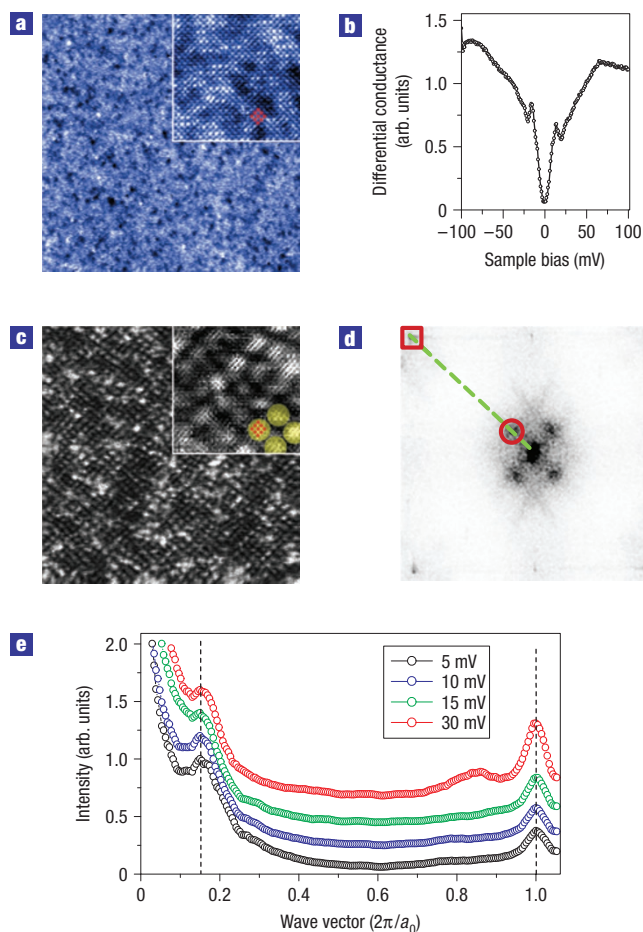 a
b
1.5
1.0
0.5
0
Differential conductance
(arb. units)
−100 −50 0 50 100
Sample bias (mV)
c
d
e
2.0
1.5
1.0
0.5
0
Intensity (arb. units)
5 mV
10 mV
15 mV
30 mV
0 0.2 0.4 0.6 0.8 1.0
Wave vector (2π/a₀)